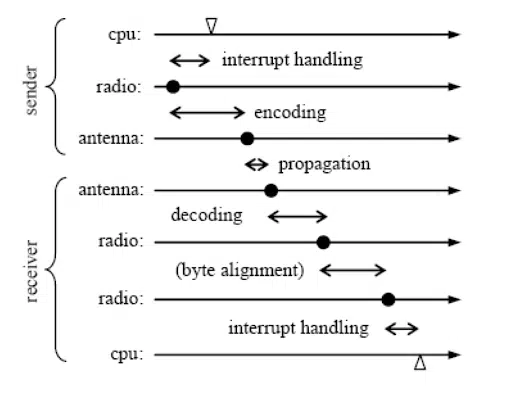 sender
cpu:
interrupt handling
radio:
encoding
antenna:
propagation
receiver
antenna:
decoding
radio:
(byte alignment)
radio:
interrupt handling
cpu: